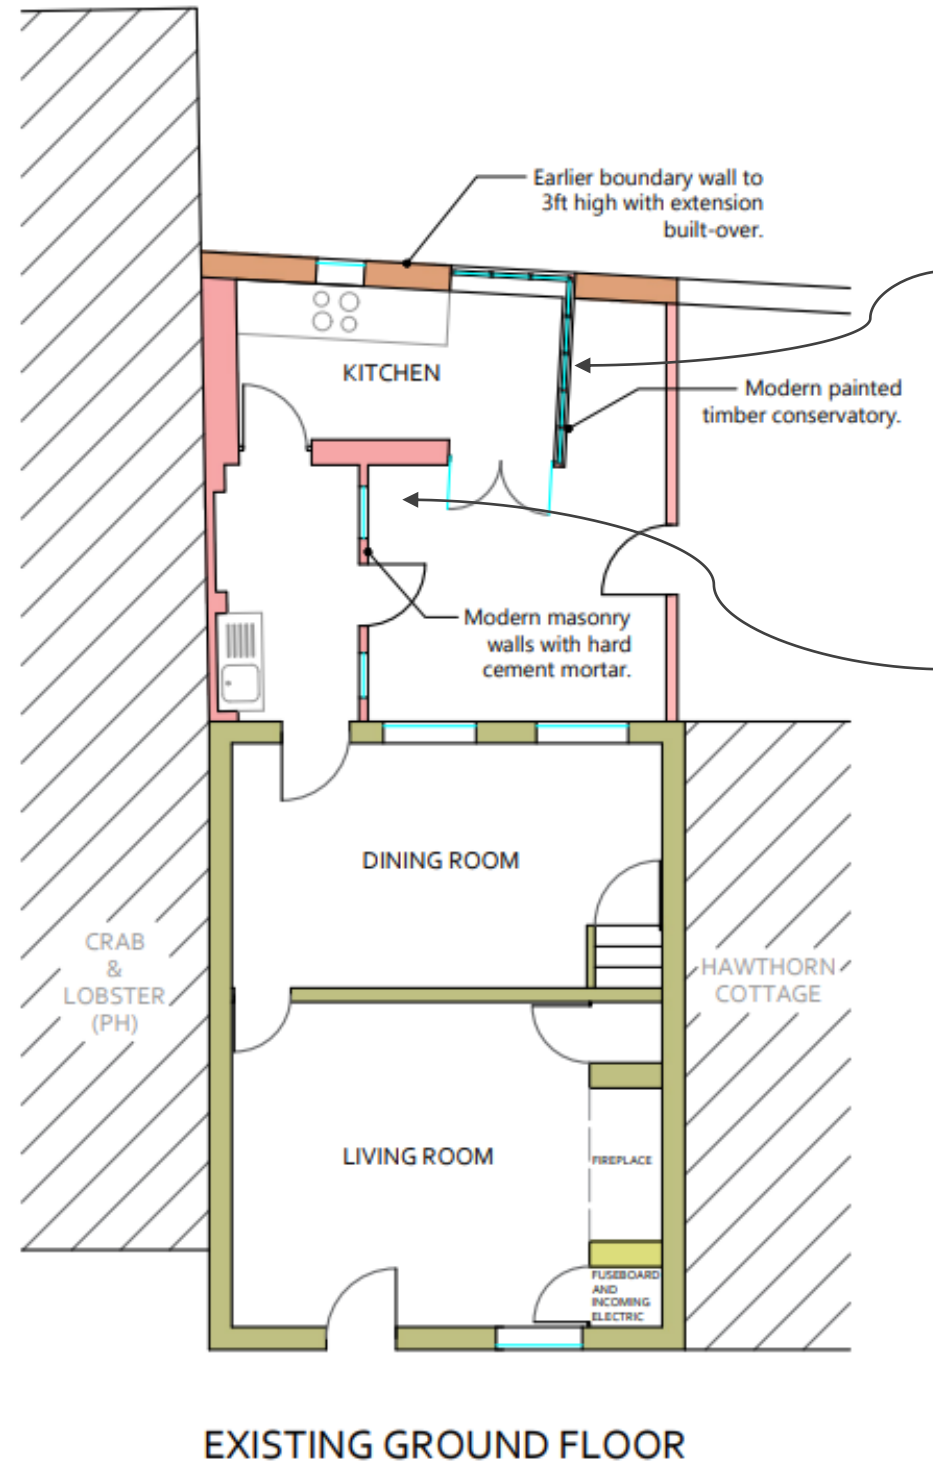 Earlier boundary wall to
3ft high with extension
built-over.
KITCHEN
Modern painted
timber conservatory.
Modern masonry
walls with hard
cement mortar.
DINING ROOM
CRAB
&
LOBSTER
(PH)
HAWTHORN
COTTAGE
LIVING ROOM
FIREPLACE
FUSEBOARD
AND
INCOMING
ELECTRIC
EXISTING GROUND FLOOR